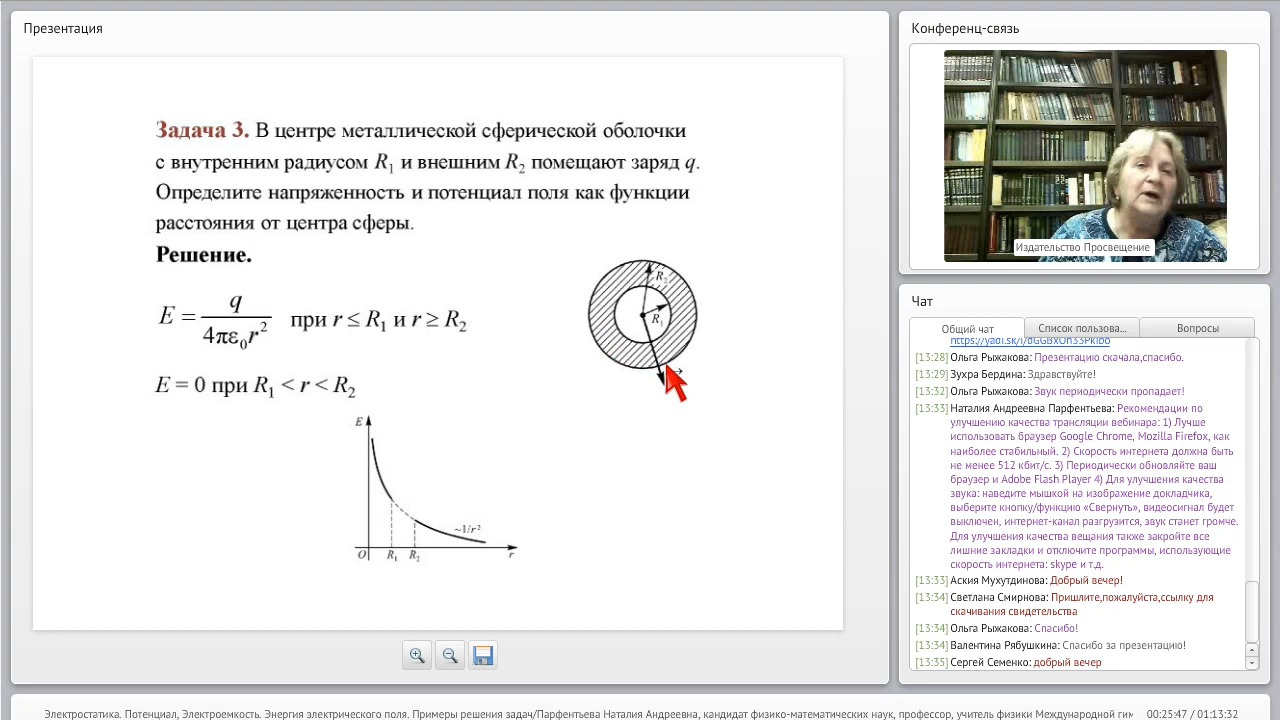 Презентация
Задача 3. В центре металлической сферической оболочки
с внутренним радиусом R₁ и внешним R₂ помещают заряд q.
Определите напряженность и потенциал поля как функции
расстояния от центра сферы.
Решение.
E = q / 4πε₀r² при r ≤ R₁ и r ≥ R₂
E = 0 при R₁ < r < R₂
R₂
R₁
E
~1/r²
O R₁ R₂ r
Конференц-связь
Издательство Просвещение
Чат
Общий чат Список пользова... Вопросы
[13:28] Ольга Рыжакова: Презентацию скачала,спасибо.
[13:29] Зухра Бердина: Здравствуйте!
[13:32] Ольга Рыжакова: Звук периодически пропадает!
[13:33] Наталия Андреевна Парфентьева: Рекомендации по
улучшению качества трансляции вебинара: 1) Лучше
использовать браузер Google Chrome, Mozilla Firefox, как
наиболее стабильный. 2) Скорость интернета должна быть
не менее 512 кбит/с. 3) Периодически обновляйте ваш
браузер и Adobe Flash Player 4) Для улучшения качества
звука: наведите мышкой на изображение докладчика,
выберите кнопку/функцию «Свернуть», видеосигнал будет
выключен, интернет-канал разгрузится, звук станет громче.
Для улучшения качества вещания также закройте все
лишние закладки и отключите программы, использующие
скорость интернета: skype и т.д.
[13:33] Аския Мухутдинова: Добрый вечер!
[13:34] Светлана Смирнова: Пришлите,пожалуйста,ссылку для
скачивания свидетельства
[13:34] Ольга Рыжакова: Спасибо!
[13:34] Валентина Рябушкина: Спасибо за презентацию!
[13:35] Сергей Семенко: добрый вечер
Электростатика. Потенциал, Электроемкость. Энергия электрического поля. Примеры решения задач/Парфентьева Наталия Андреевна, кандидат физико-математических наук, профессор, учитель физики Международной гим 00:25:47 / 01:13:32